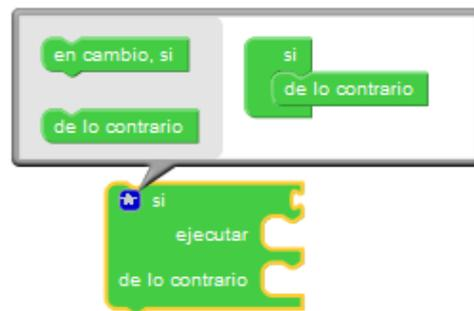 en cambio, si
de lo contrario
si
de lo contrario
si
ejecutar
de lo contrario